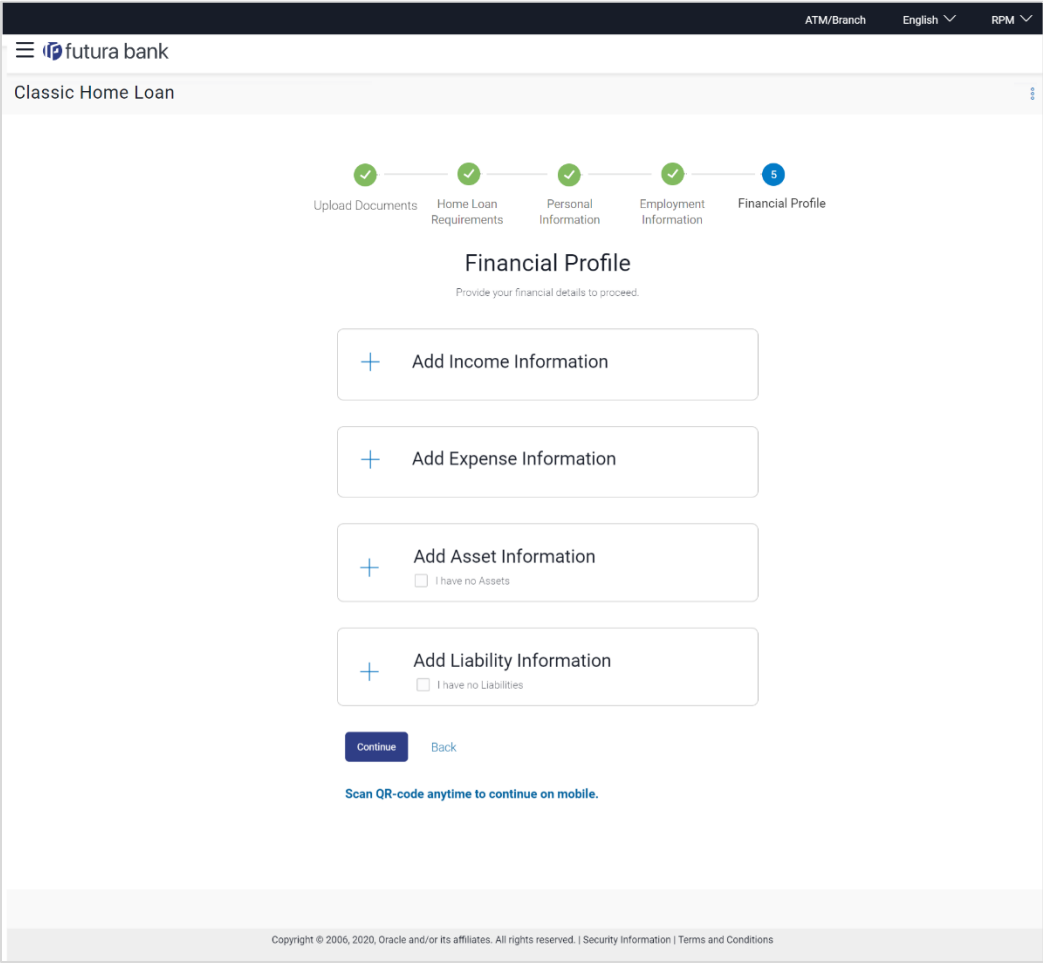 ATM/Branch English RPM
futura bank
Classic Home Loan
5
Upload Documents Home Loan Requirements Personal Information Employment Information Financial Profile
Financial Profile
Provide your financial details to proceed.
Add Income Information
Add Expense Information
Add Asset Information
I have no Assets
Add Liability Information
I have no Liabilities
Continue Back
Scan QR-code anytime to continue on mobile.
Copyright © 2006, 2020, Oracle and/or its affiliates. All rights reserved. | Security Information | Terms and Conditions